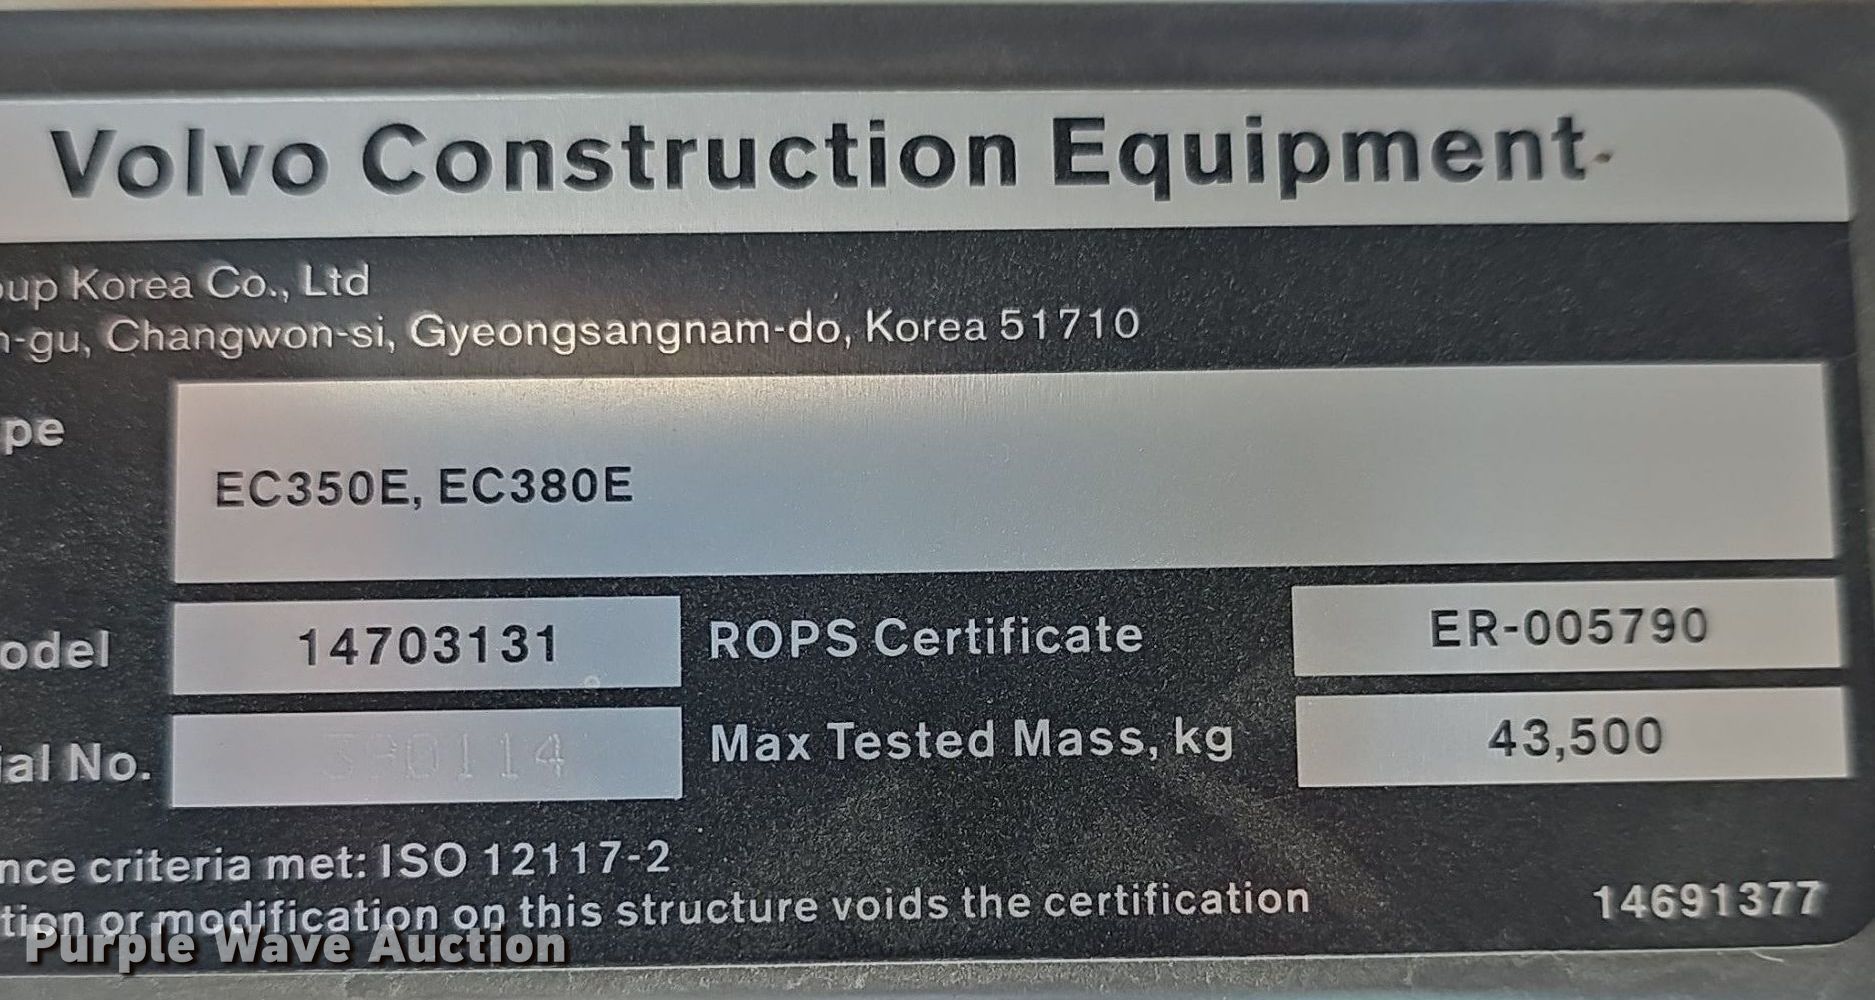 Volvo Construction Equipment
oup Korea Co., Ltd
n-gu, Changwon-si, Gyeongsangnam-do, Korea 51710
pe
EC350E, EC380E
odel 14703131 ROPS Certificate ER-005790
ial No. Max Tested Mass, kg 43,500
nce criteria met: ISO 12117-2
tion or modification on this structure voids the certification 14691377
Purple Wave Auction